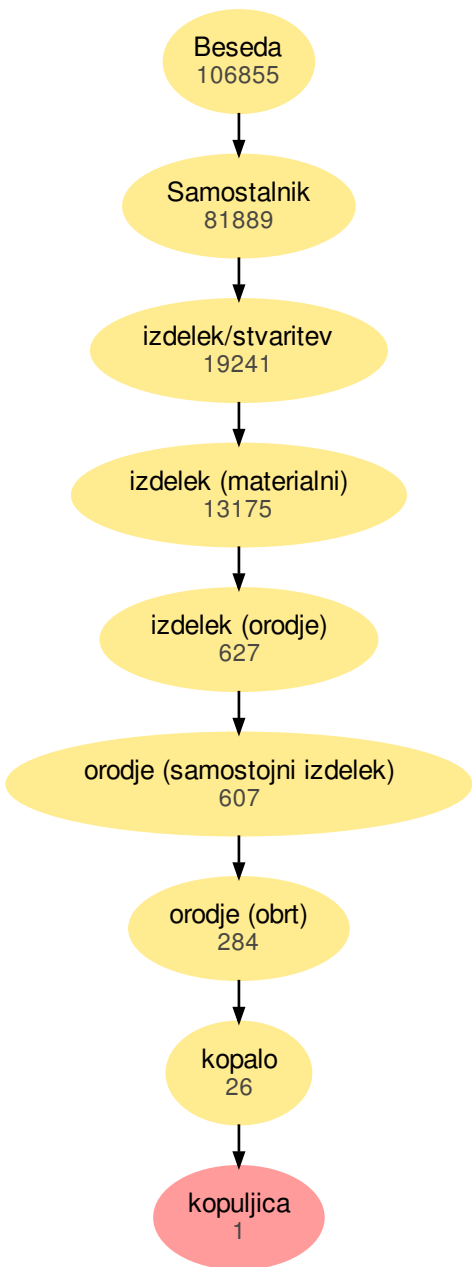 Beseda
106855
Samostalnik
81889
izdelek/stvaritev
19241
izdelek (materialni)
13175
izdelek (orodje)
627
orodje (samostojni izdelek)
607
orodje (obrt)
284
kopalo
26
kopuljica
1